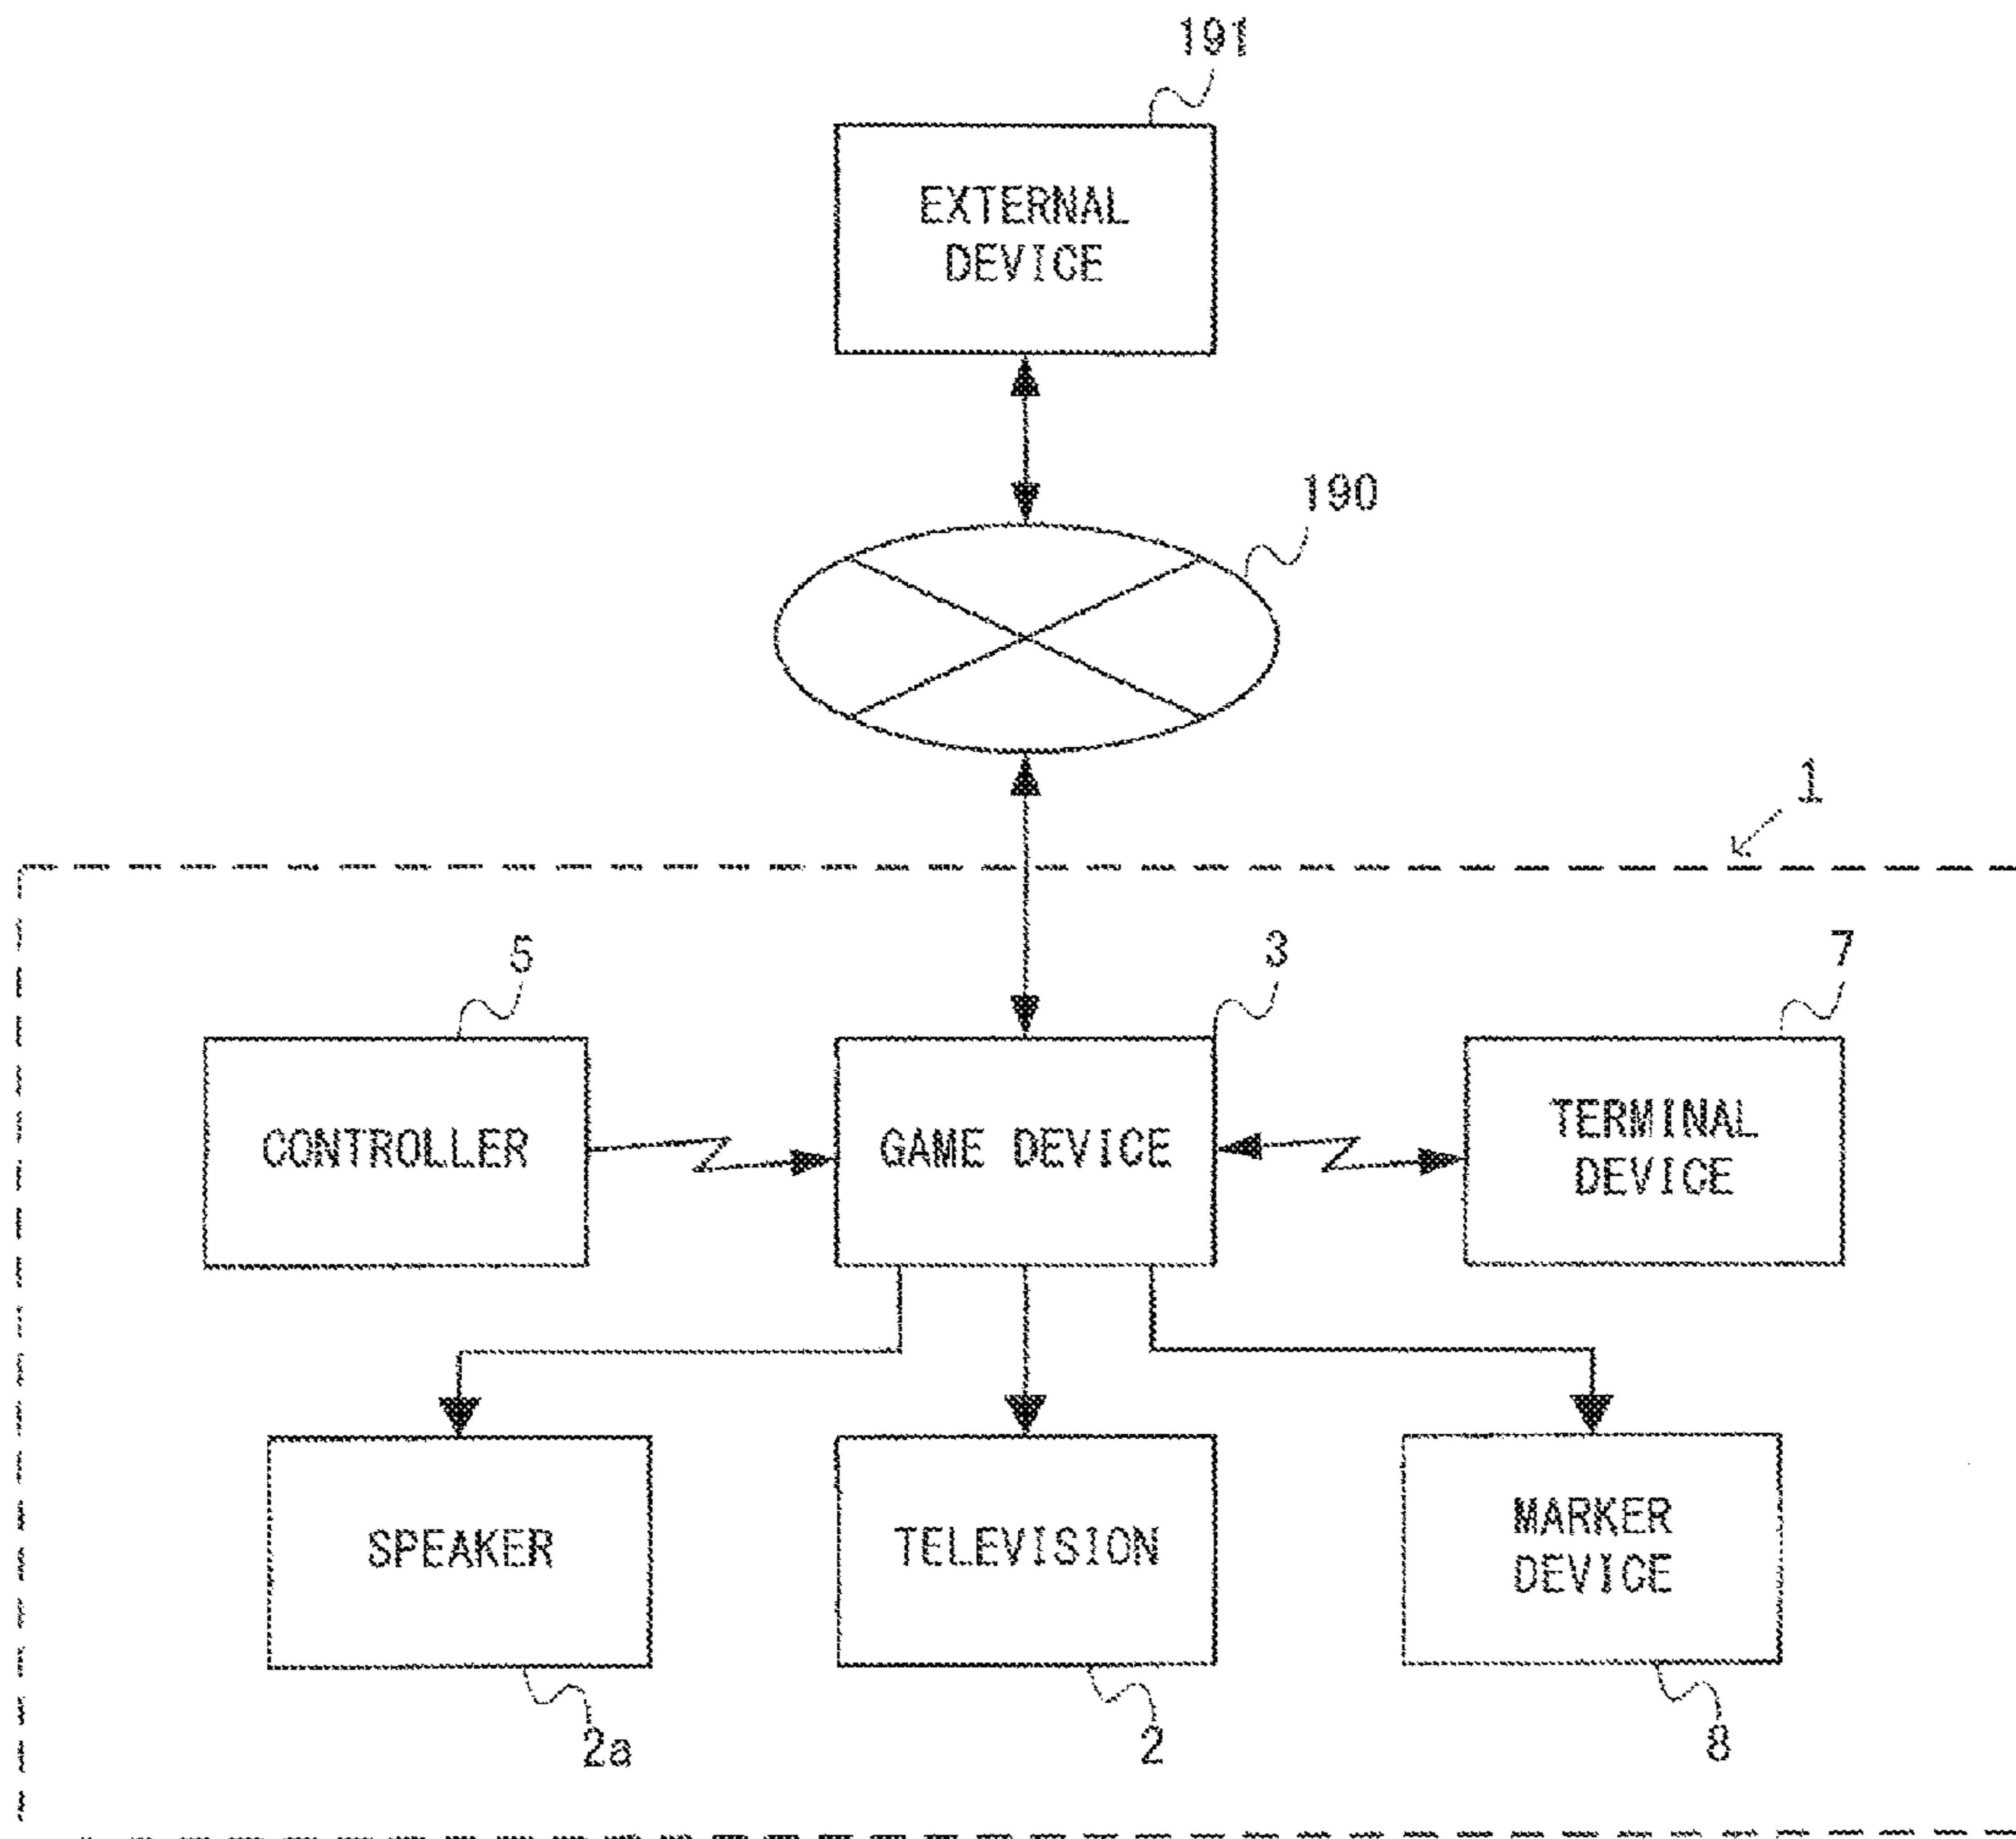 191
EXTERNAL
DEVICE
190
1
5
3
7
CONTROLLER
GAME DEVICE
TERMINAL
DEVICE
SPEAKER
TELEVISION
MARKER
DEVICE
2a
2
8